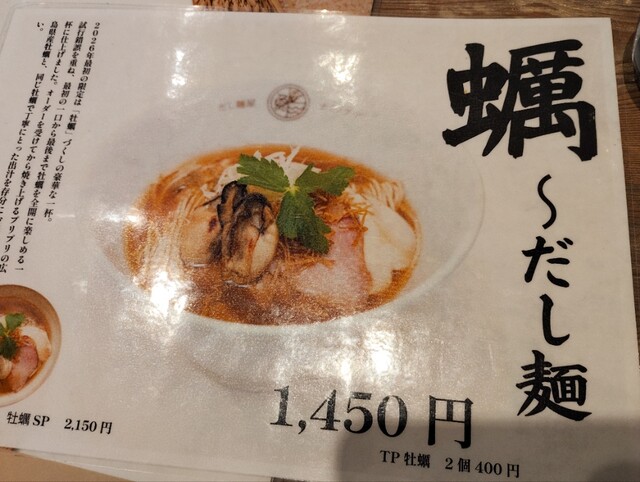 蠣〜だし麺
2026年最初の限定は「牡蠣」づくしの豪華な一杯。
試行錯誤を重ね、最初の一口から最後まで牡蠣を全開に楽しめる一
杯に仕上げました。オーダーを受けてから焼き上げるプリプリの広
島県産牡蠣と、同じ牡蠣で丁寧にとった出汁を存分に
い。
1,450円
TP牡蠣 2個400円
牡蠣SP 2,150円